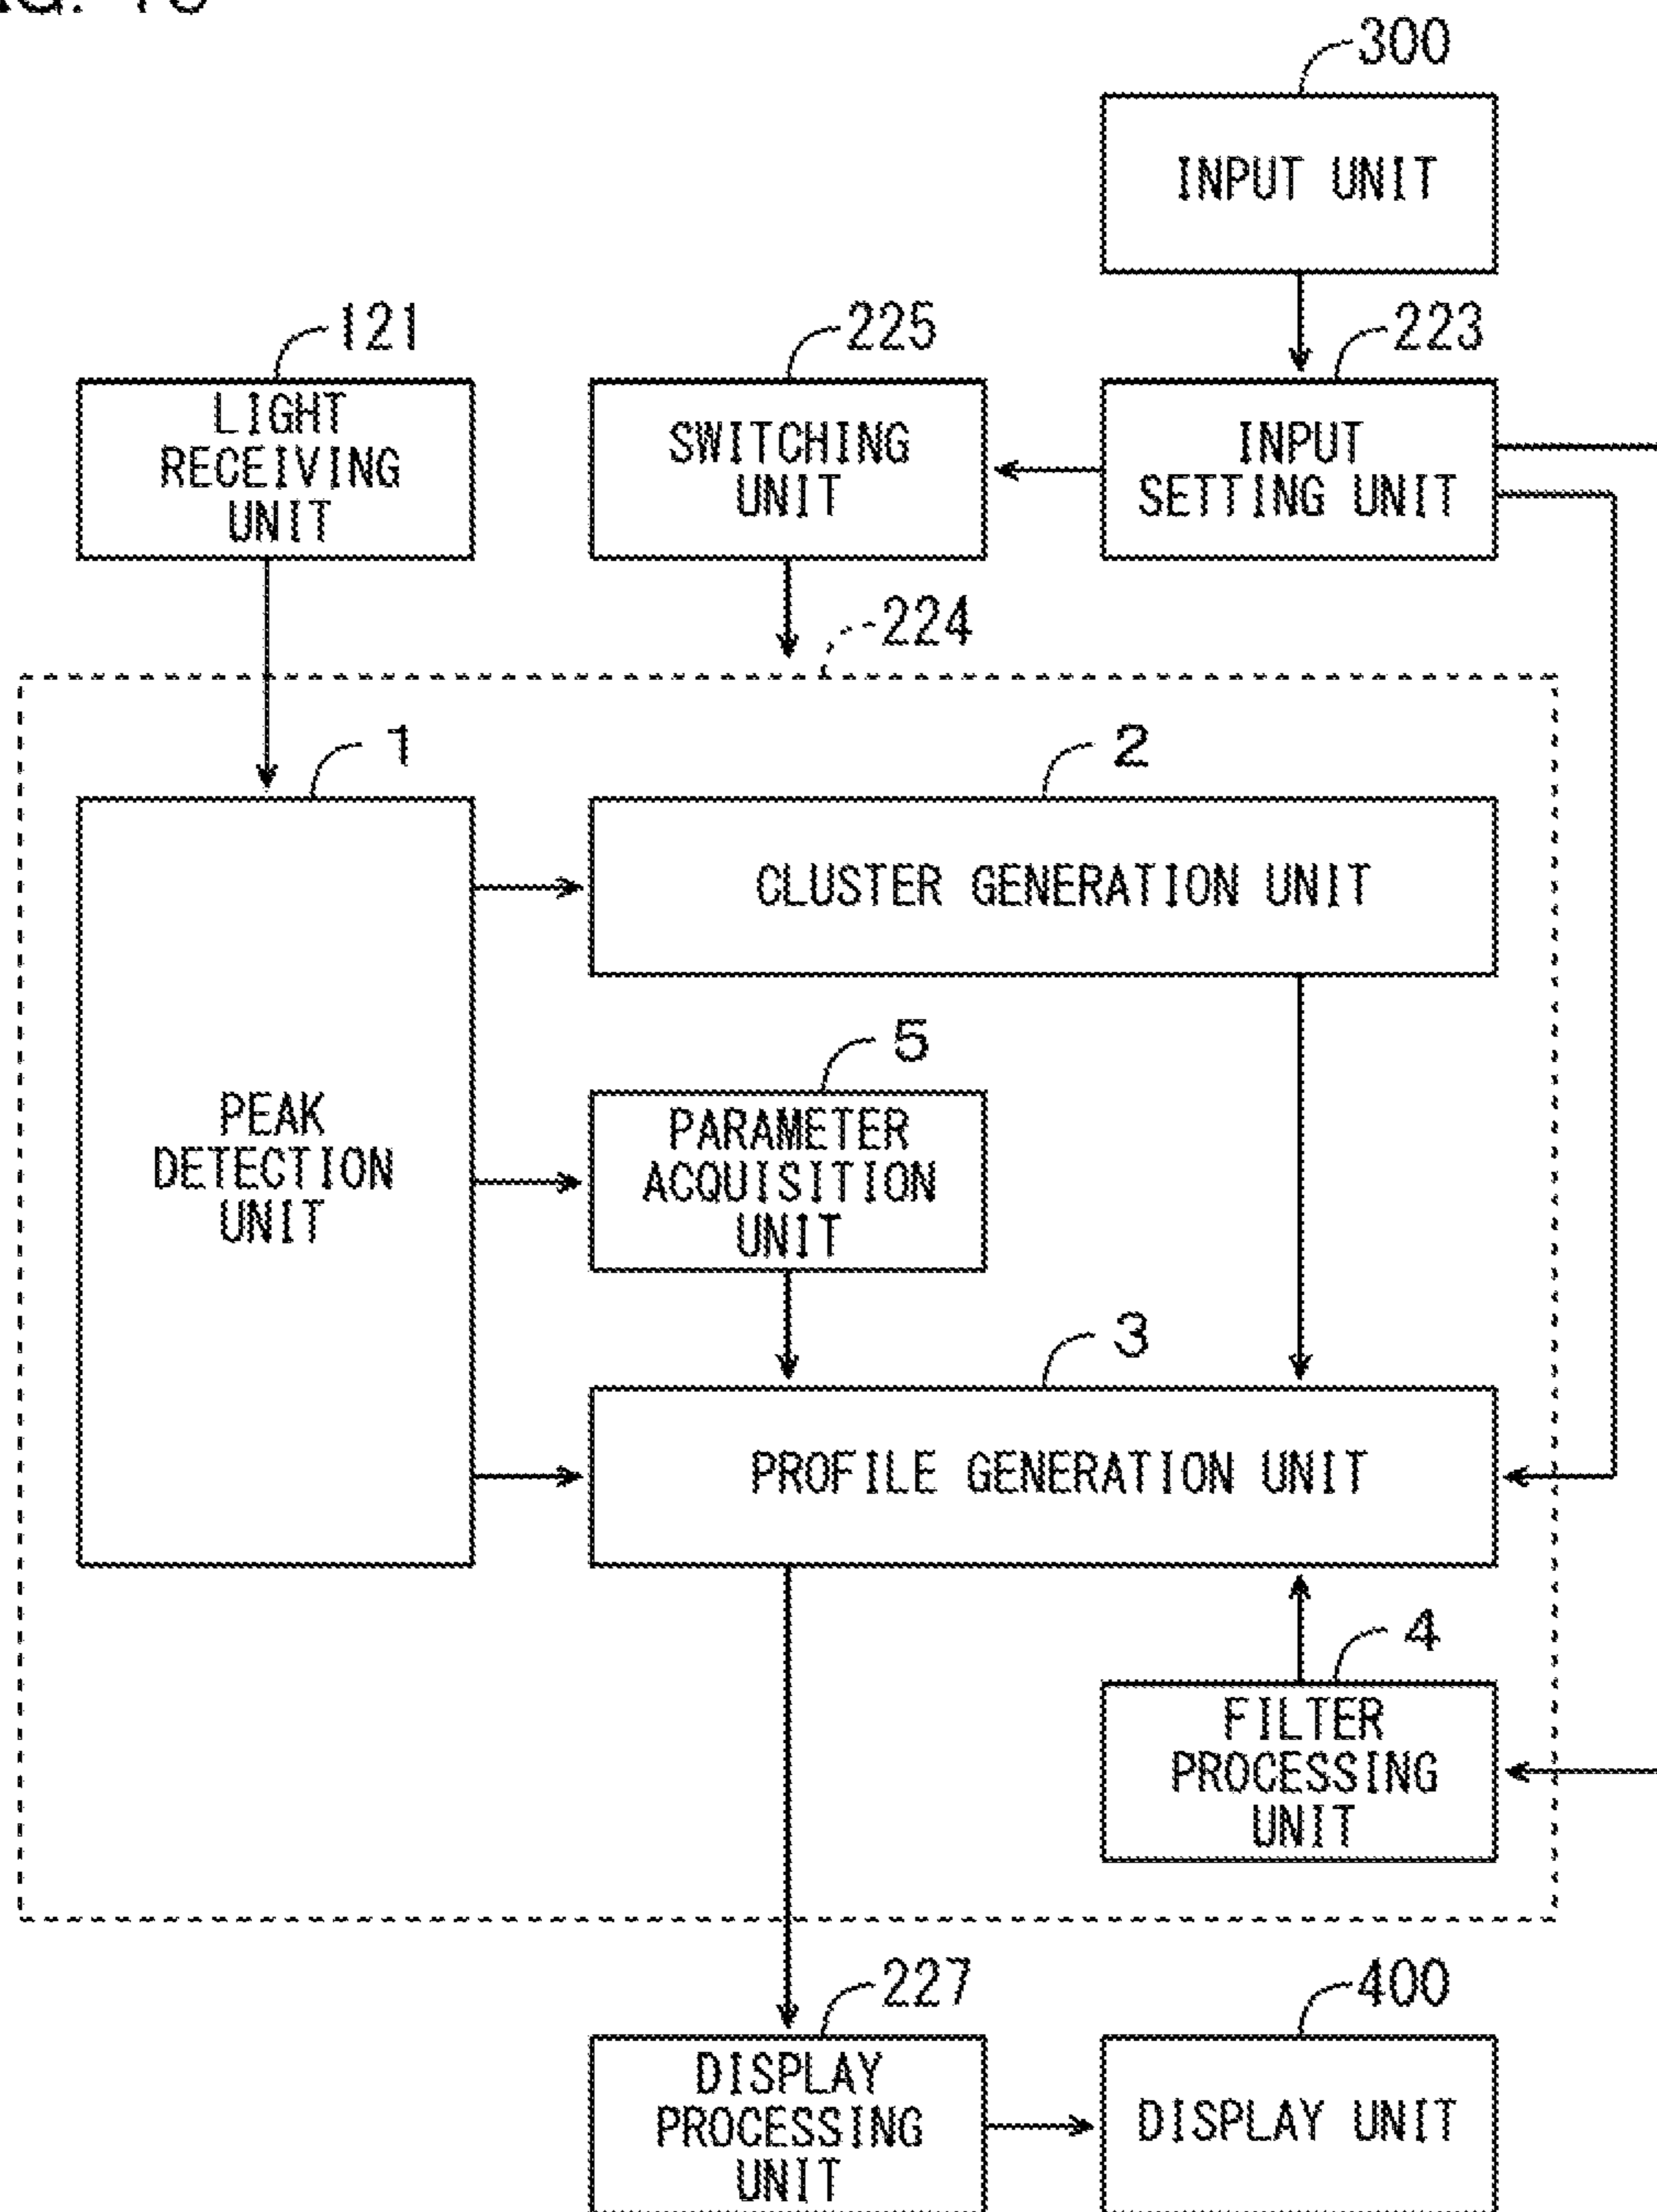 300
INPUT UNIT
121
225
223
LIGHT
RECEIVING
UNIT
SWITCHING
UNIT
INPUT
SETTING UNIT
224
1
2
CLUSTER GENERATION UNIT
5
PEAK
DETECTION
UNIT
PARAMETER
ACQUISITION
UNIT
3
PROFILE GENERATION UNIT
4
FILTER
PROCESSING
UNIT
227
400
DISPLAY
PROCESSING
UNIT
DISPLAY UNIT